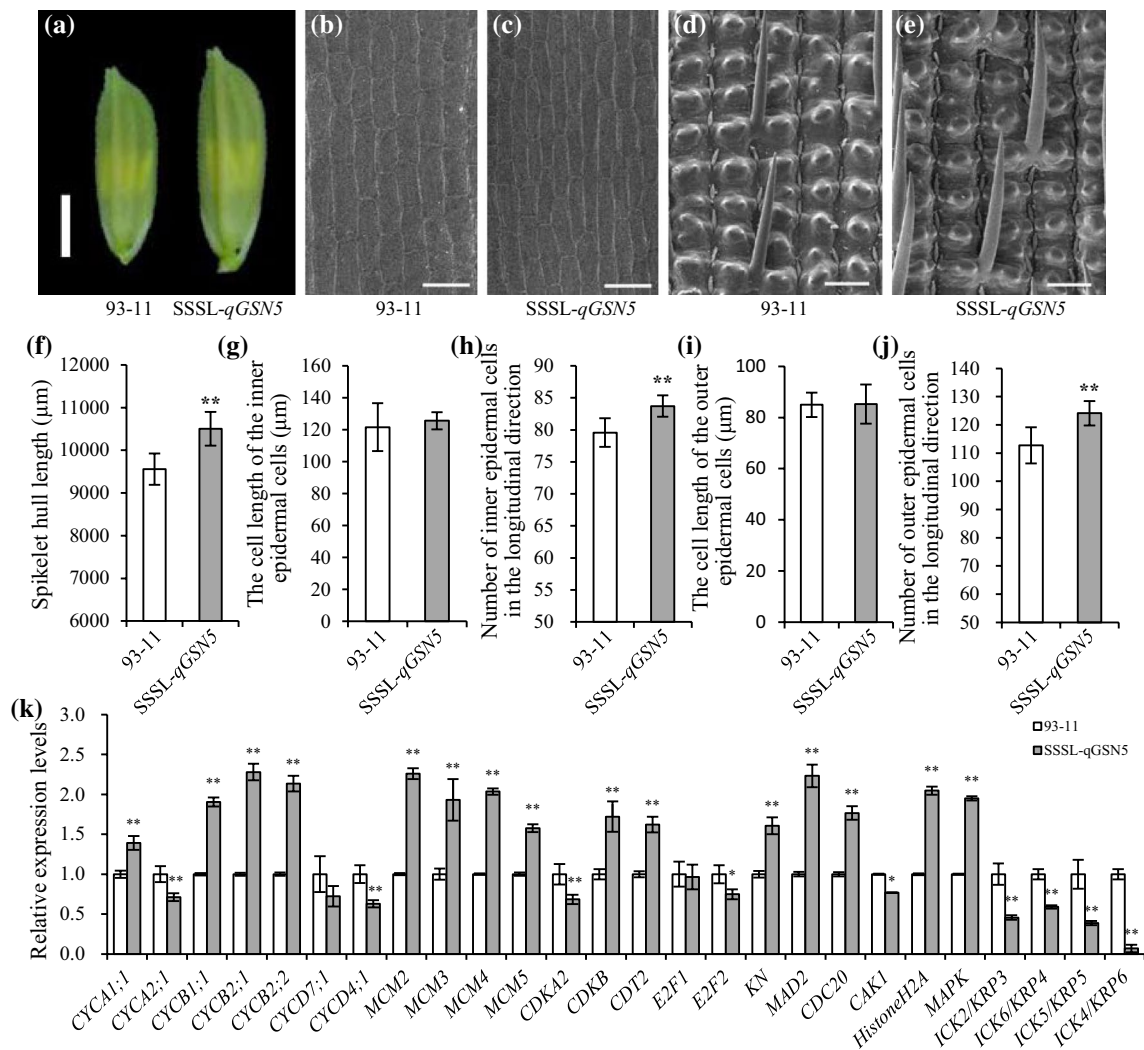 (a) (b) (c) (d) (e)
93-11 SSSL-qGSN5 93-11 SSSL-qGSN5 93-11 SSSL-qGSN5
(f) (g) (h) (i) (j)
Spikelet hull length (μm)
12000
11000
10000
9000
8000
7000
6000
**
93-11
SSSL-qGSN5
The cell length of the inner
epidermal cells (μm)
160
140
120
100
80
60
40
20
0
93-11
SSSL-qGSN5
Number of inner epidermal cells
in the longitudinal direction
90
85
80
75
70
65
60
55
50
**
93-11
SSSL-qGSN5
The cell length of the outer
epidermal cells (μm)
100
80
60
40
20
0
93-11
SSSL-qGSN5
Number of outer epidermal cells
in the longitudinal direction
140
130
120
110
100
90
80
70
60
50
**
93-11
SSSL-qGSN5
(k)
Relative expression levels
3.0
2.5
2.0
1.5
1.0
0.5
0.0
93-11
SSSL-qGSN5
** ** ** ** ** ** ** ** ** ** ** ** ** * ** ** ** * ** ** ** ** ** **
CYCA1;1
CYCA2;1
CYCB1;1
CYCB2;1
CYCB2;2
CYCD7;1
CYCD4;1
MCM2
MCM3
MCM4
MCM5
CDKA2
CDKB
CDT2
E2F1
E2F2
KN
MAD2
CDC20
CAK1
HistoneH2A
MAPK
ICK2/KRP3
ICK6/KRP4
ICK5/KRP5
ICK4/KRP6